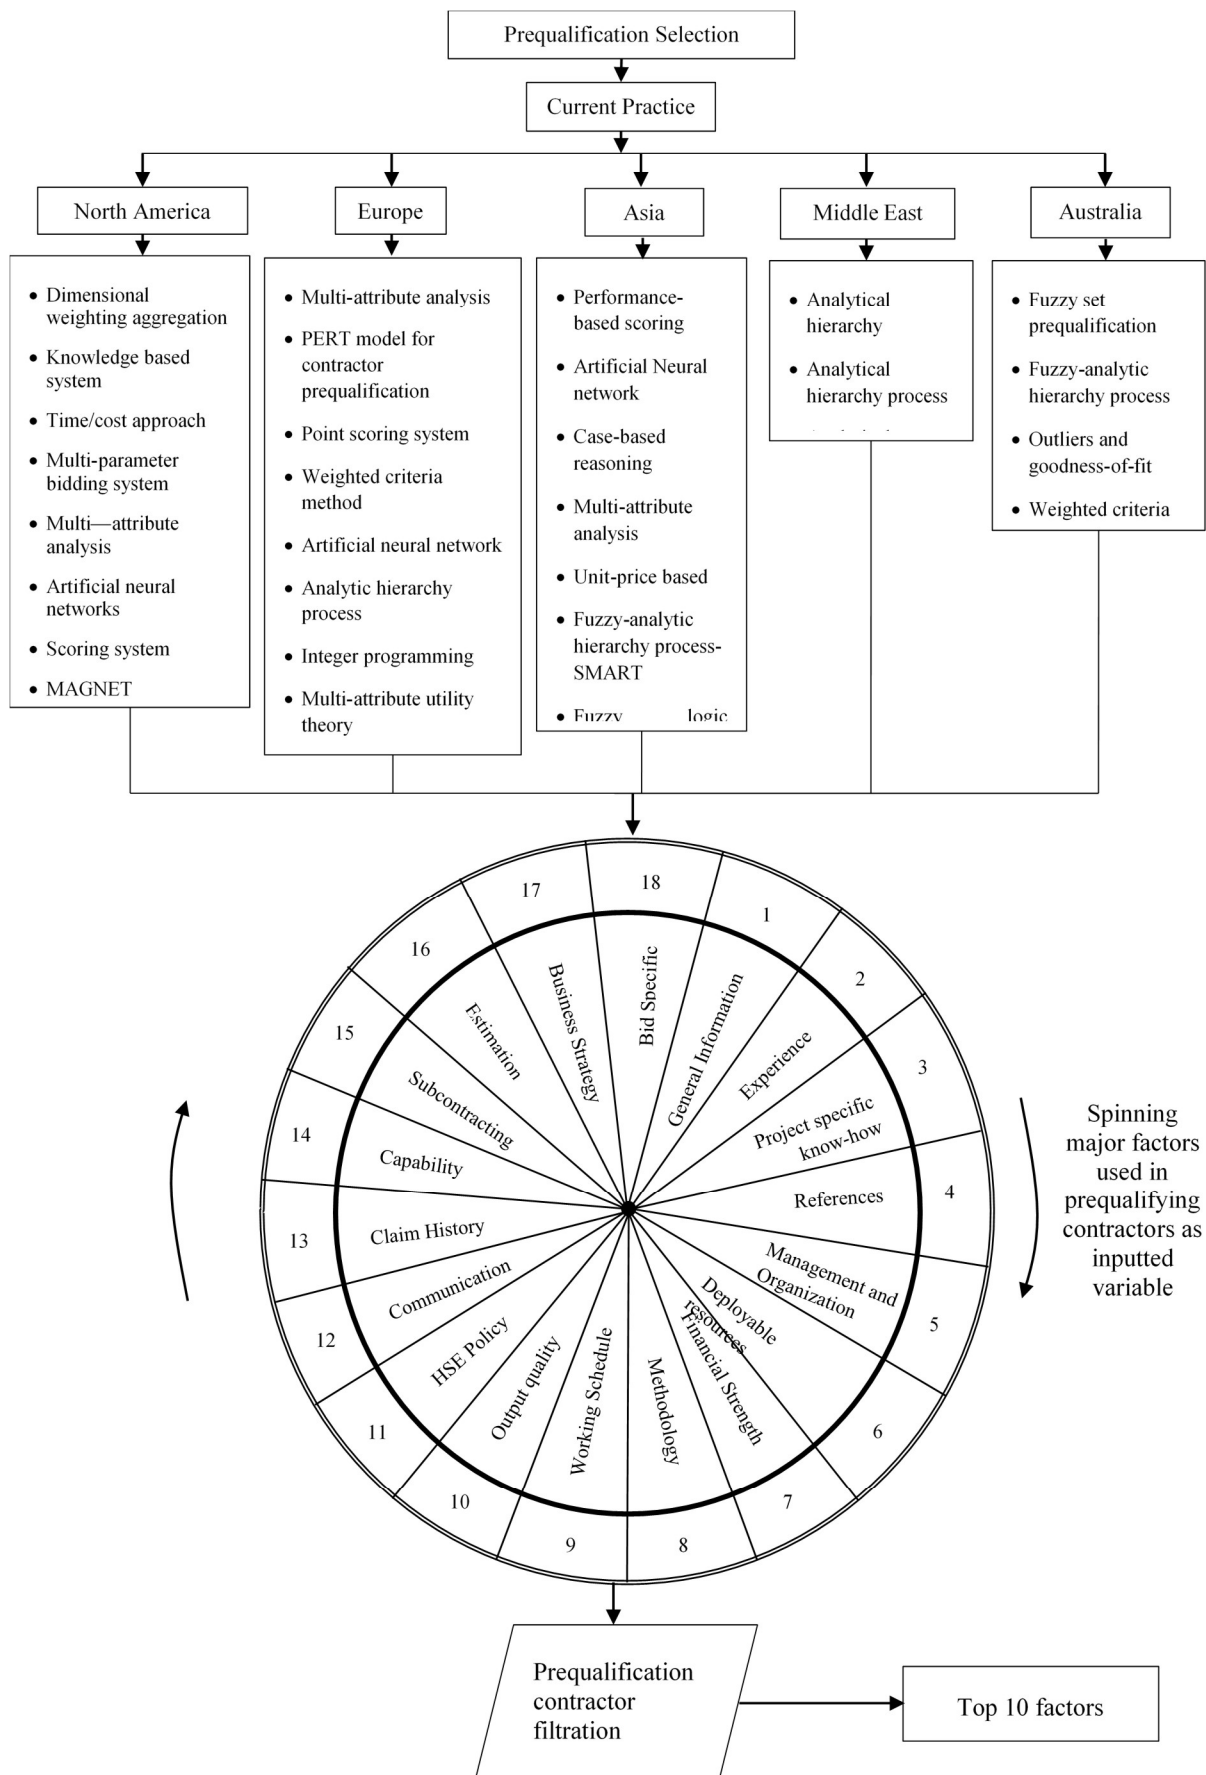 Prequalification Selection
Current Practice
North America
Europe
Asia
Middle East
Australia
• Dimensional
weighting aggregation
• Knowledge based
system
• Time/cost approach
• Multi-parameter
bidding system
• Multi—attribute
analysis
• Artificial neural
networks
• Scoring system
• MAGNET
• Multi-attribute analysis
• PERT model for
contractor
prequalification
• Point scoring system
• Weighted criteria
method
• Artificial neural network
• Analytic hierarchy
process
• Integer programming
• Multi-attribute utility
theory
• Performance-
based scoring
• Artificial Neural
network
• Case-based
reasoning
• Multi-attribute
analysis
• Unit-price based
• Fuzzy-analytic
hierarchy process-
SMART
• Fuzzy logic
• Analytical
hierarchy
• Analytical
hierarchy process
• Fuzzy set
prequalification
• Fuzzy-analytic
hierarchy process
• Outliers and
goodness-of-fit
• Weighted criteria
1
General Information
2
Experience
3
Project specific
know-how
4
References
5
Management and
Organization
6
Deployable
resources
7
Financial Strength
8
Methodology
9
Working Schedule
10
Output quality
11
HSE Policy
12
Communication
13
Claim History
14
Capability
15
Subcontracting
16
Estimation
17
Business Strategy
18
Bid Specific
Spinning
major factors
used in
prequalifying
contractors as
inputted
variable
Prequalification
contractor
filtration
Top 10 factors